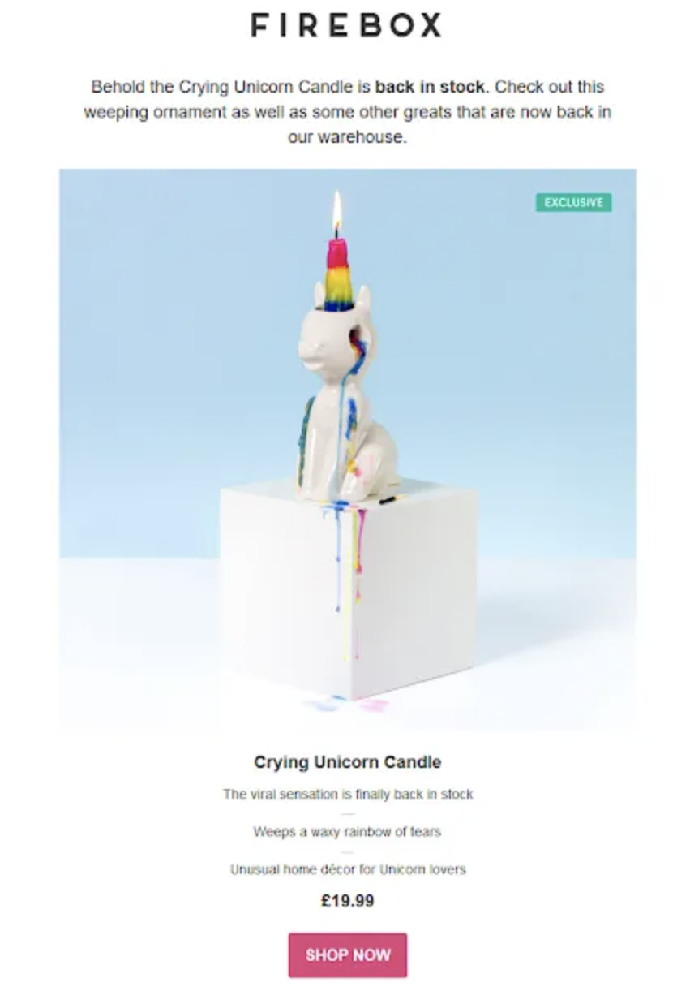 FIREBOX
Behold the Crying Unicorn Candle is back in stock. Check out this
weeping ornament as well as some other greats that are now back in
our warehouse.
EXCLUSIVE
Crying Unicorn Candle
The viral sensation is finally back in stock
Weeps a waxy rainbow of tears
Unusual home décor for Unicorn lovers
£19.99
SHOP NOW